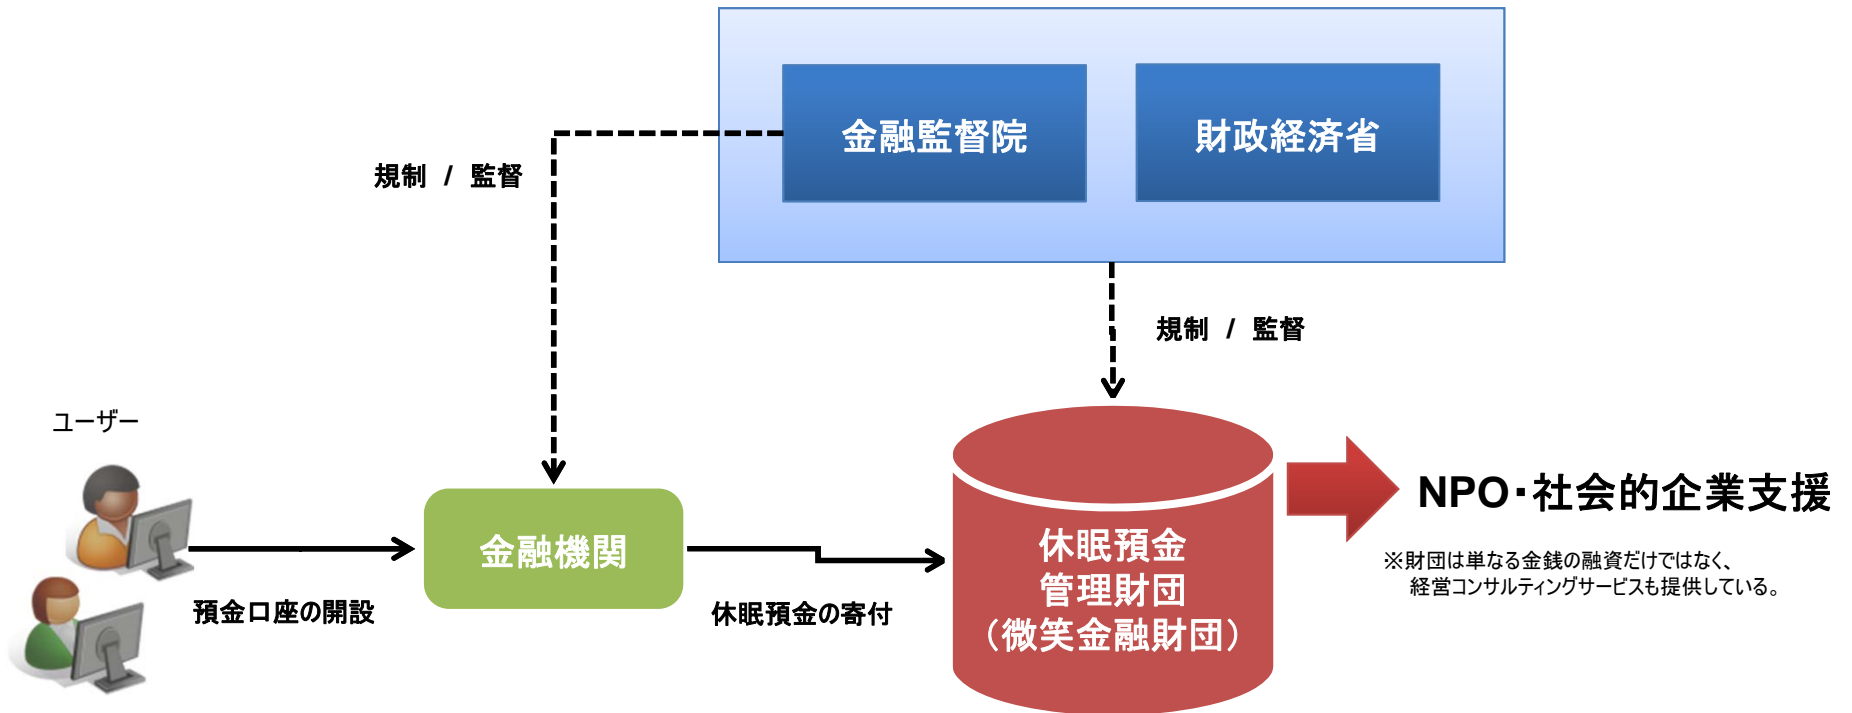 金融監督院
財政経済省
規制 / 監督
規制 / 監督
ユーザー
金融機関
預金口座の開設
休眠預金の寄付
休眠預金
管理財団
（微笑金融財団）
NPO・社会的企業支援
※財団は単なる金銭の融資だけではなく、
経営コンサルティングサービスも提供している。